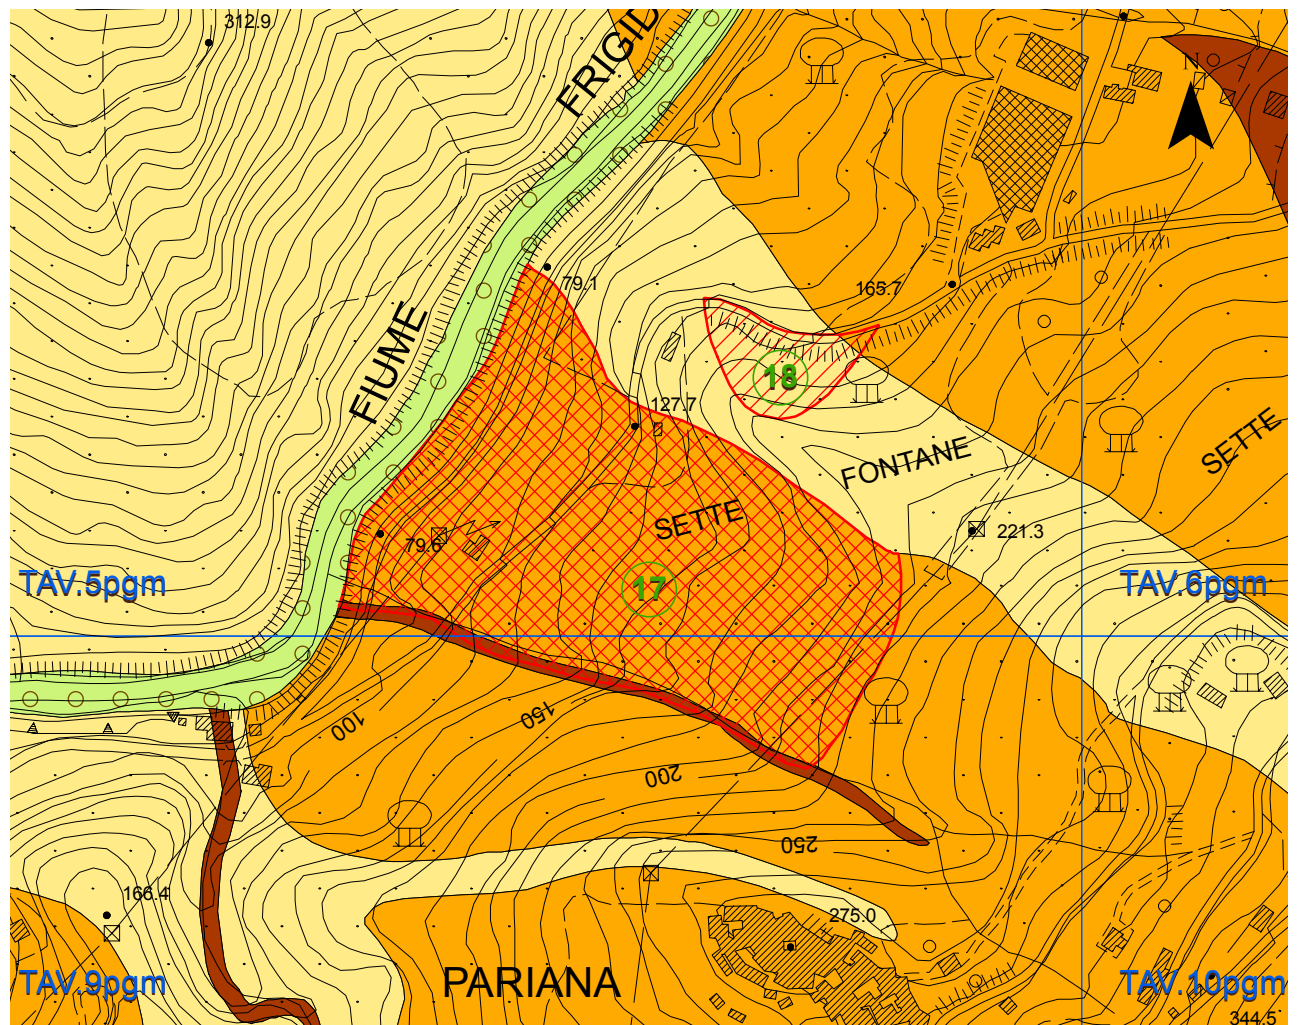 312.9
FRIGID
N
79.1
165.7
FIUME
18
127.7
FONTANE
SETTE
SETTE
79.6
221.3
17
TAV.5pgm
TAV.6pgm
100
150
200
250
166.4
275.0
PARIANA
TAV.9pgm
TAV.10pgm
344.5